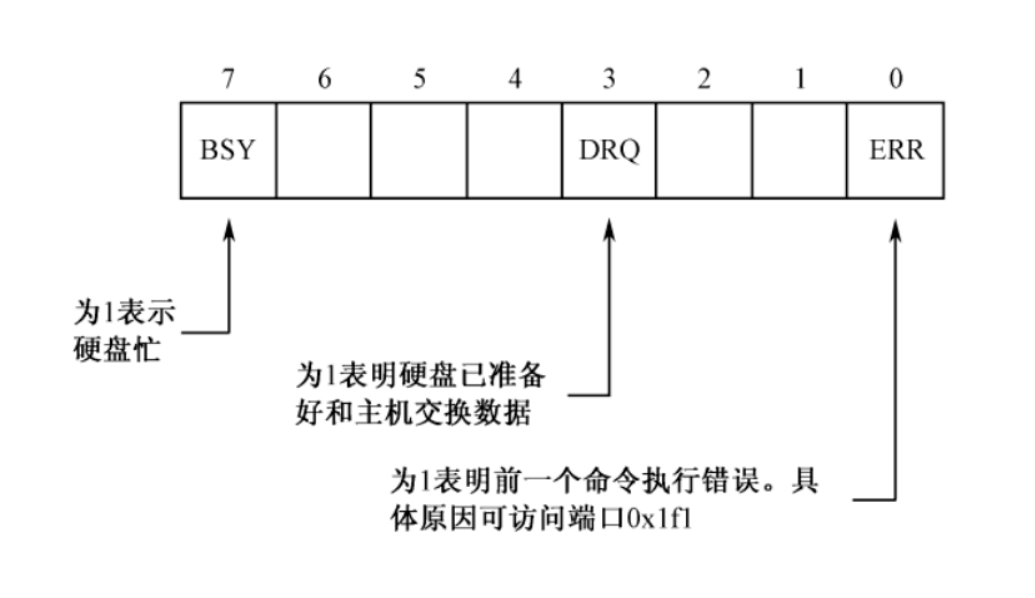 7 6 5 4 3 2 1 0
BSY DRQ ERR
为1表示
硬盘忙
为1表明硬盘已准备
好和主机交换数据
为1表明前一个命令执行错误。具
体原因可访问端口0x1f1